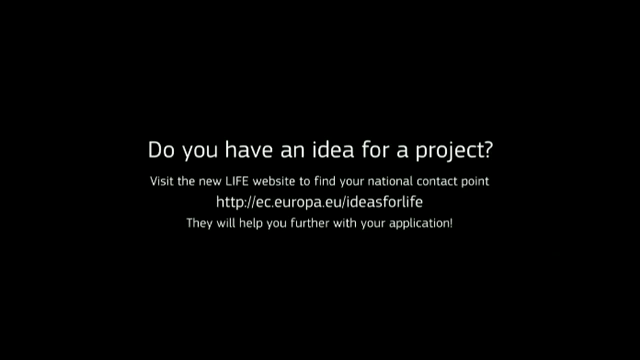 Do you have an idea for a project?
Visit the new LIFE website to find your national contact point
http://ec.europa.eu/ideasforlife
They will help you further with your application!